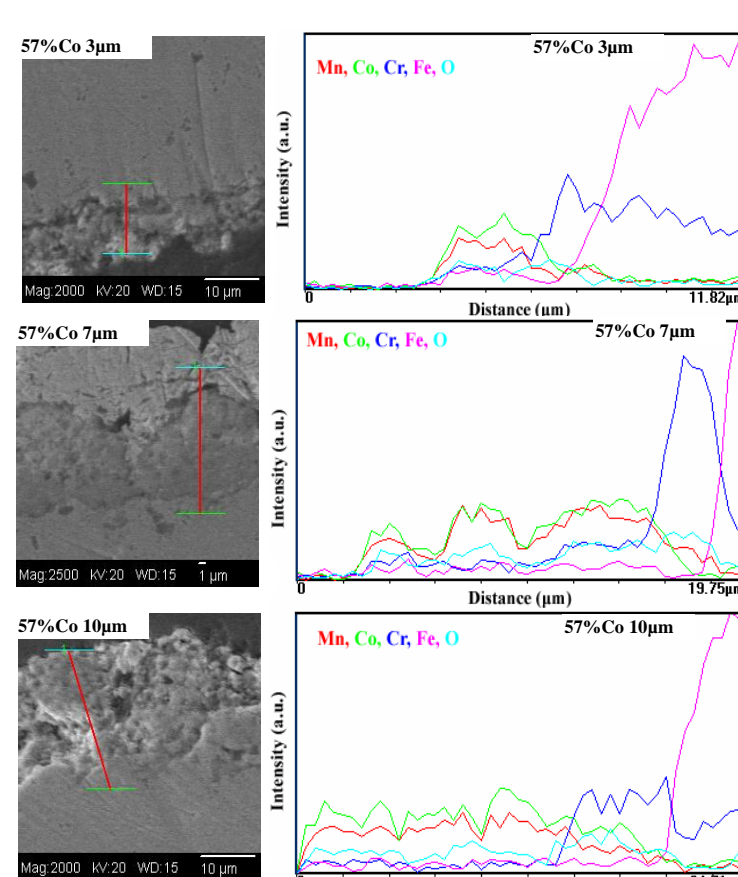 57%Co 3µm
Mag:2000 kV:20 WD:15 10 µm
57%Co 3µm
Mn, Co, Cr, Fe, O
Intensity (a.u.)
0 11.82µm
Distance (µm)
57%Co 7µm
Mag:2500 kV:20 WD:15 1 µm
57%Co 7µm
Mn, Co, Cr, Fe, O
Intensity (a.u.)
0 19.75µm
Distance (µm)
57%Co 10µm
Mag:2000 kV:20 WD:15 10 µm
57%Co 10µm
Mn, Co, Cr, Fe, O
Intensity (a.u.)